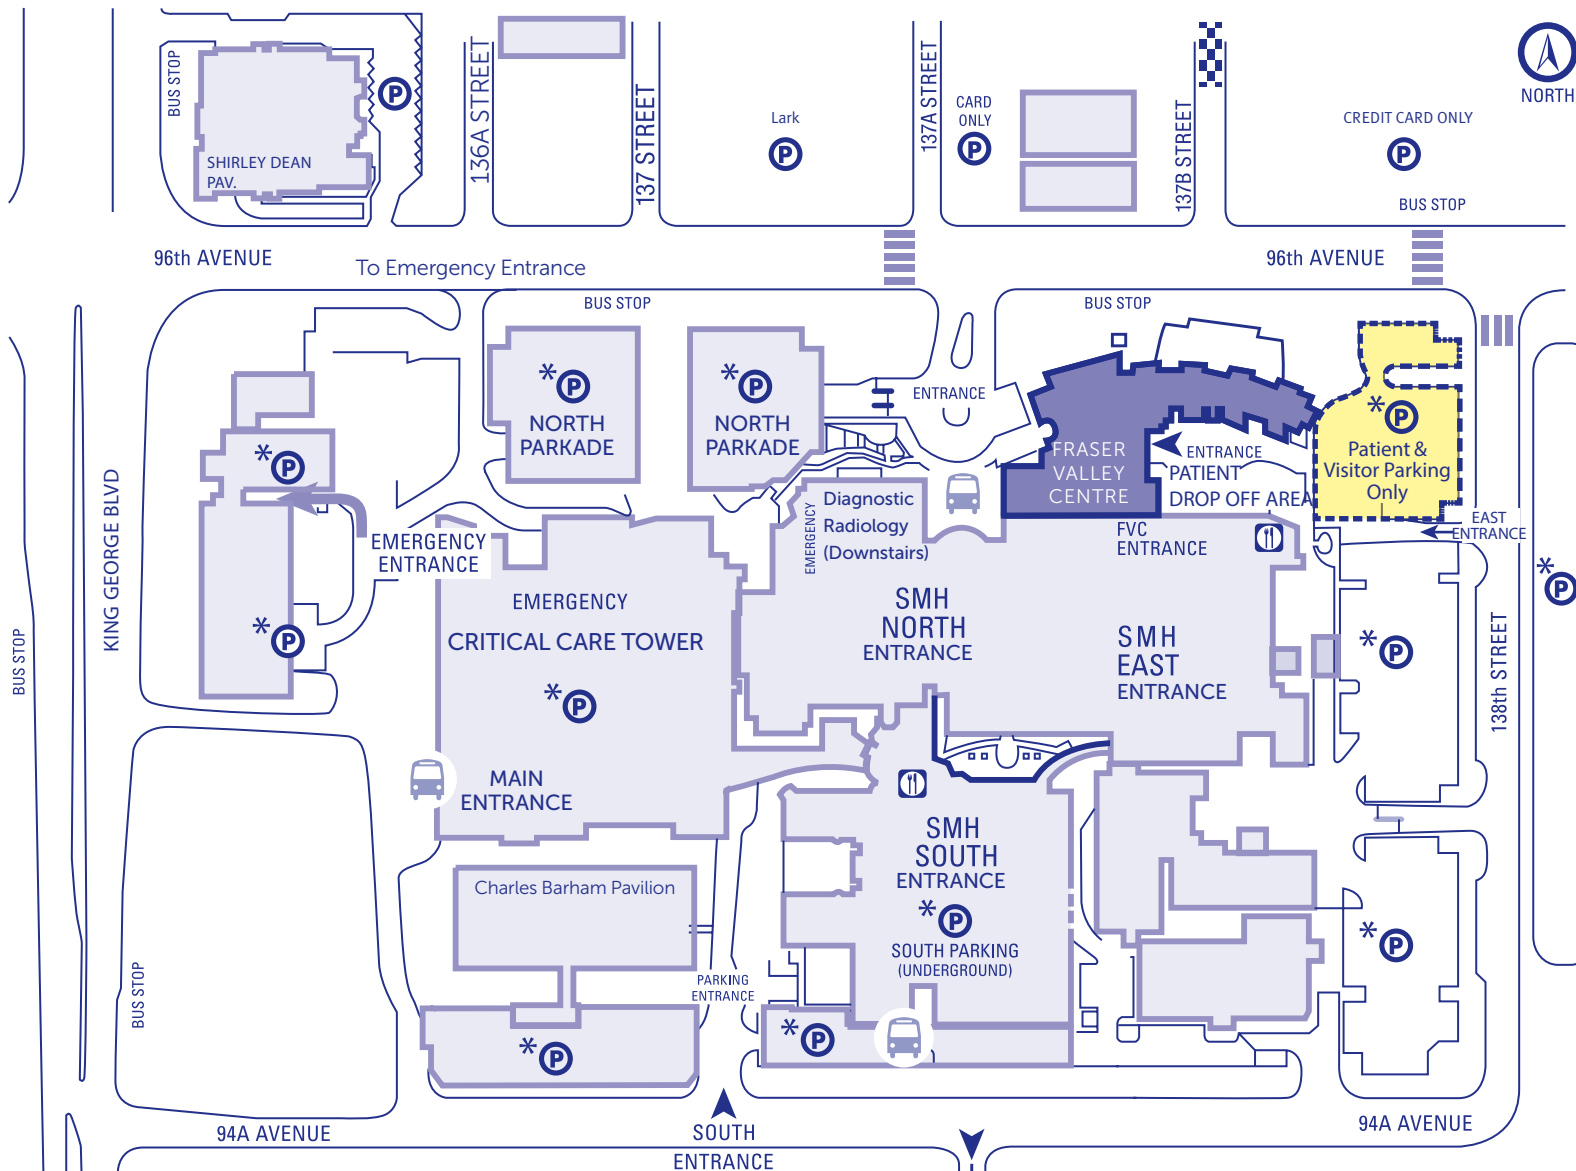 BUS STOP
SHIRLEY DEAN
PAV.
P
136A STREET
137 STREET
Lark
P
137A STREET
CARD
ONLY
P
137B STREET
CREDIT CARD ONLY
P
NORTH
BUS STOP
96th AVENUE
To Emergency Entrance
96th AVENUE
BUS STOP
BUS STOP
*P
NORTH
PARKADE
*P
NORTH
PARKADE
ENTRANCE
FRASER
VALLEY
CENTRE
ENTRANCE
PATIENT
DROP OFF AREA
*P
Patient &
Visitor Parking
Only
EAST
ENTRANCE
*P
*P
KING GEORGE BLVD
BUS STOP
EMERGENCY
ENTRANCE
*P
EMERGENCY
Diagnostic
Radiology
(Downstairs)
FVC
ENTRANCE
EMERGENCY
CRITICAL CARE TOWER
*P
SMH
NORTH
ENTRANCE
SMH
EAST
ENTRANCE
*P
138th STREET
MAIN
ENTRANCE
SMH
SOUTH
ENTRANCE
*P
SOUTH PARKING
(UNDERGROUND)
Charles Barham Pavilion
*P
BUS STOP
PARKING
ENTRANCE
*P
*P
94A AVENUE
SOUTH
ENTRANCE
94A AVENUE